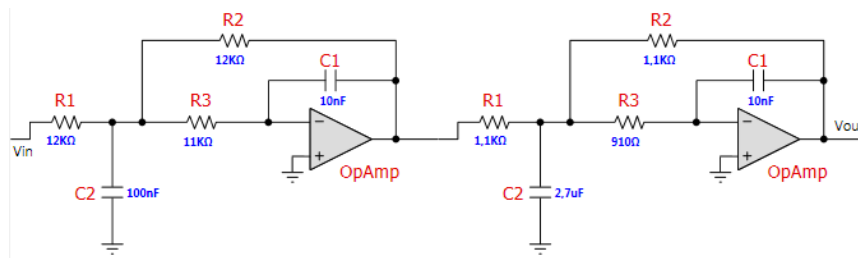 R2
12KΩ
C1
10nF
R1
12KΩ
R3
11KΩ
Vin
C2
100nF
OpAmp
R2
1,1KΩ
C1
10nF
R1
1,1KΩ
R3
910Ω
C2
2,7uF
OpAmp
Vou
−
+
−
+